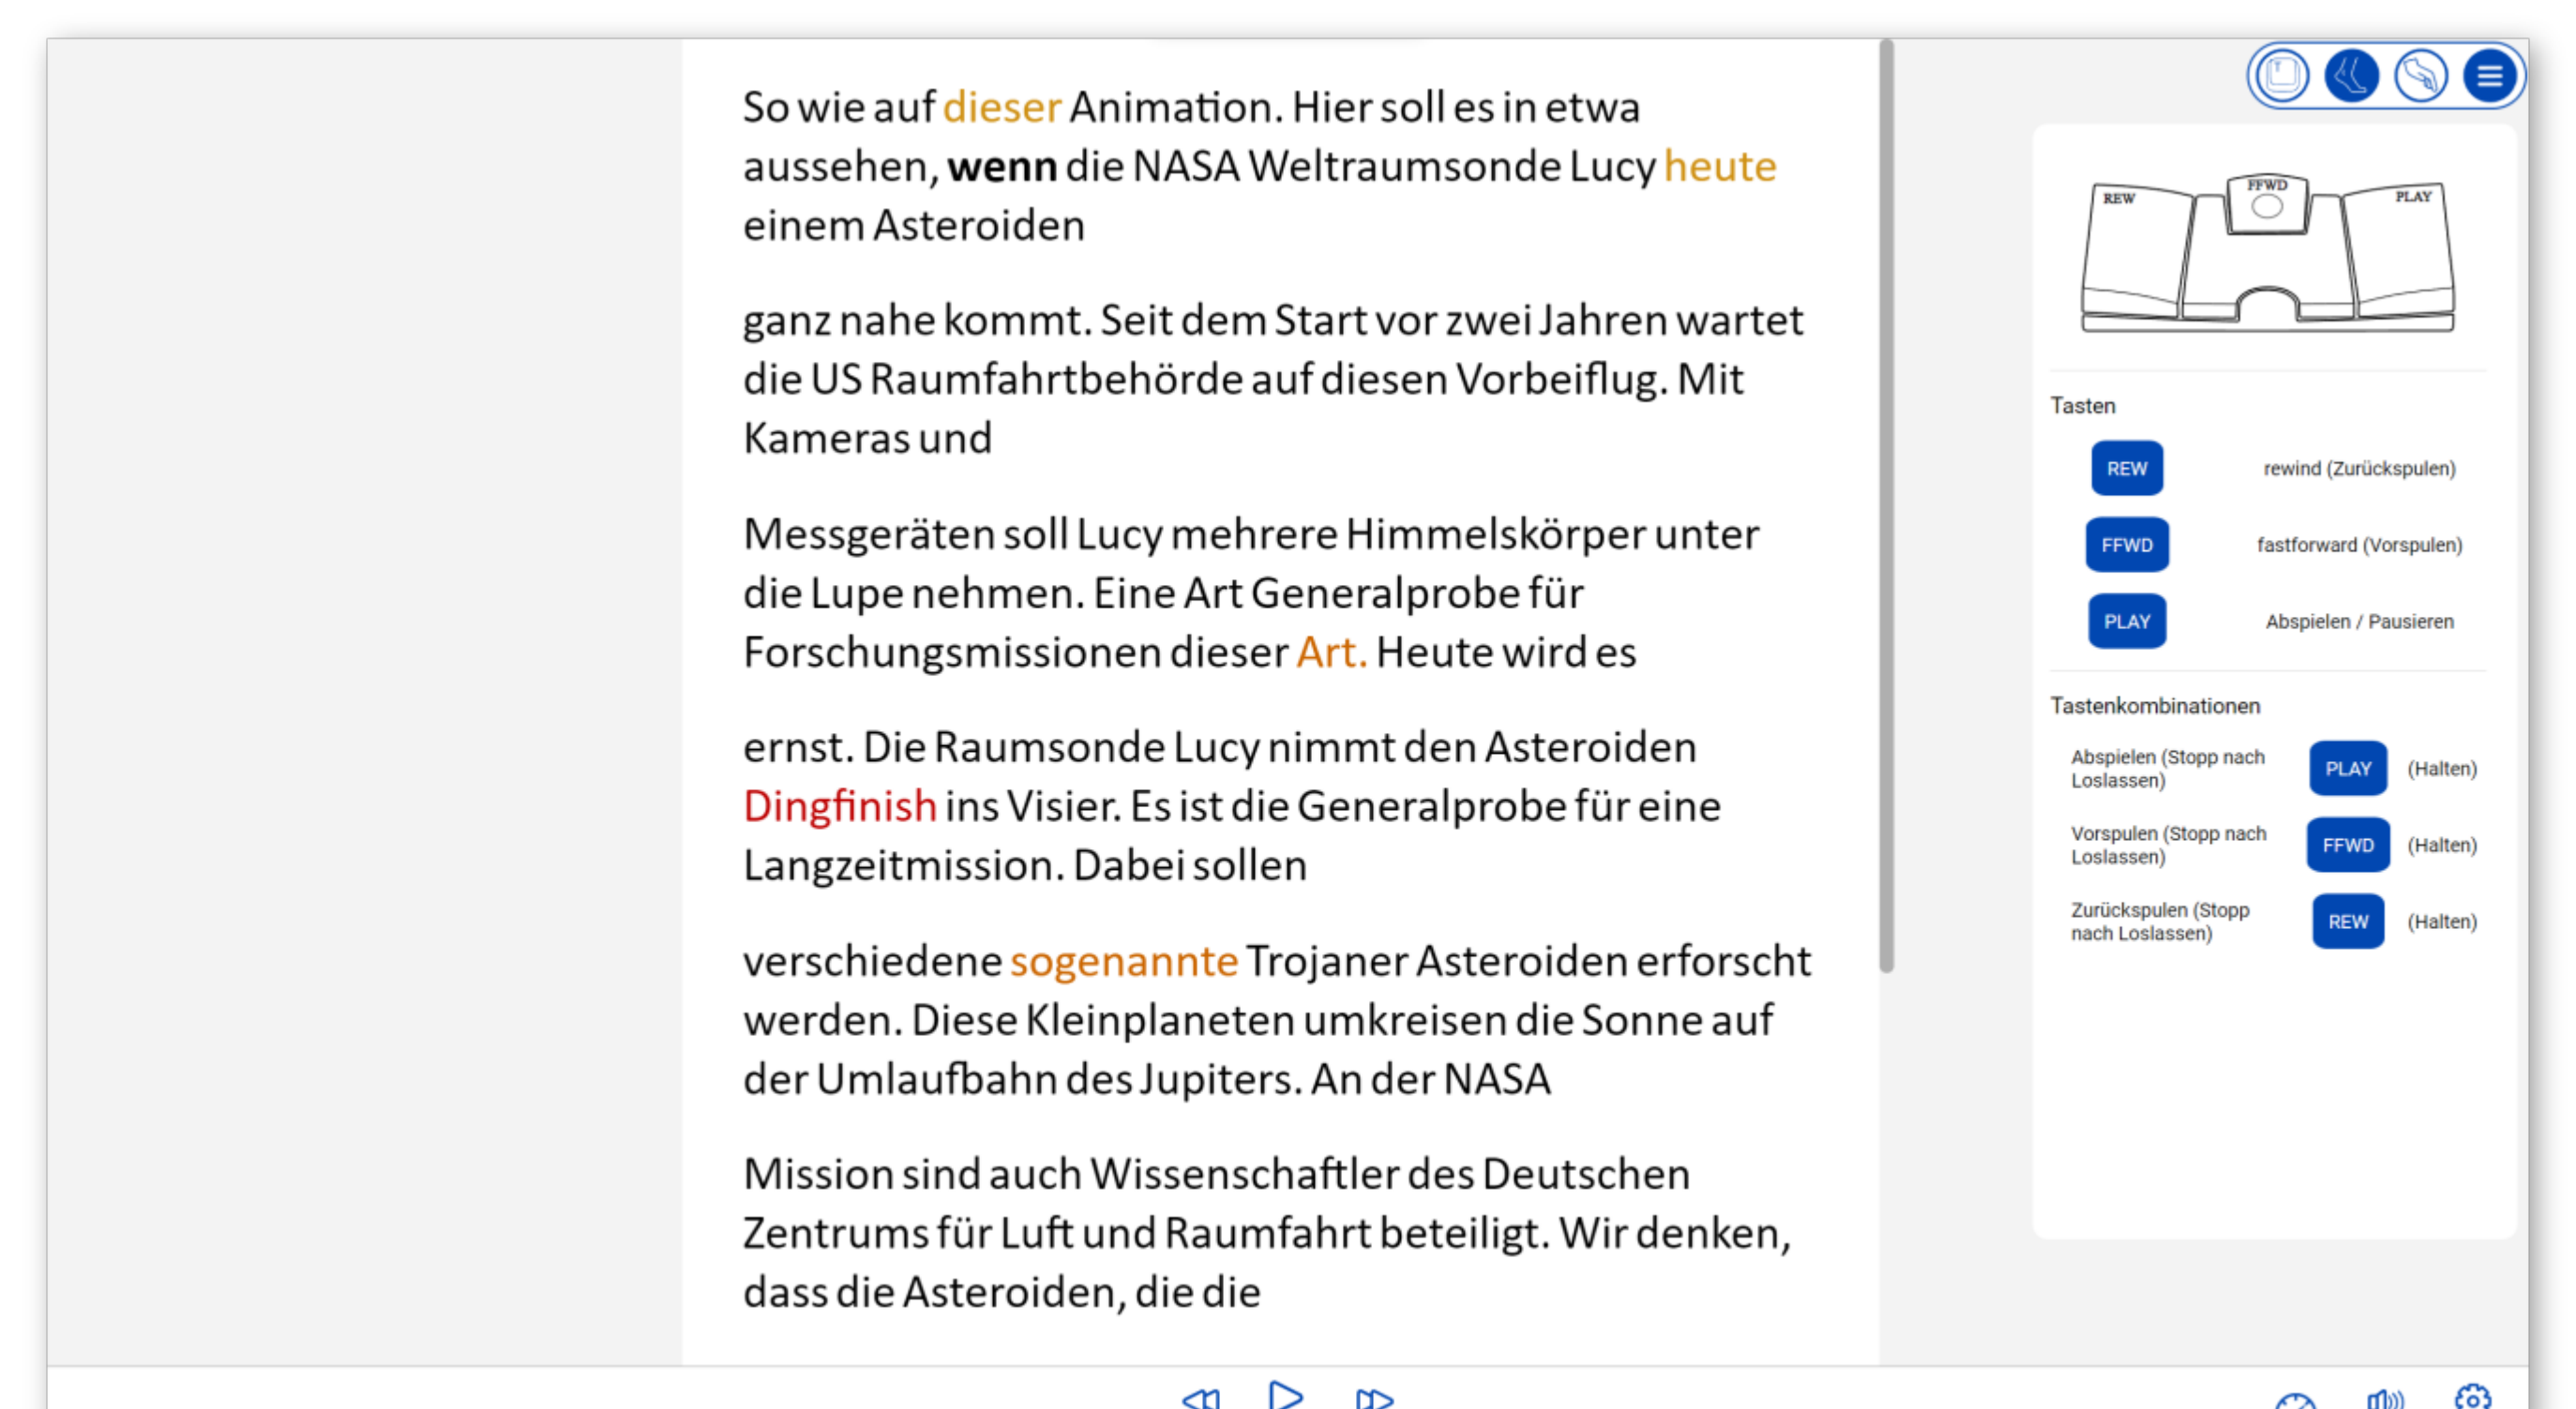 So wie auf dieser Animation. Hier soll es in etwa
aussehen, wenn die NASA Weltraumsonde Lucy heute
einem Asteroiden
ganz nahe kommt. Seit dem Start vor zwei Jahren wartet
die US Raumfahrtbehörde auf diesen Vorbeiflug. Mit
Kameras und
Messgeräten soll Lucy mehrere Himmelskörper unter
die Lupe nehmen. Eine Art Generalprobe für
Forschungsmissionen dieser Art. Heute wird es
ernst. Die Raumsonde Lucy nimmt den Asteroiden
Dingfinish ins Visier. Es ist die Generalprobe für eine
Langzeitmission. Dabei sollen
verschiedene sogenannte Trojaner Asteroiden erforscht
werden. Diese Kleinplaneten umkreisen die Sonne auf
der Umlaufbahn des Jupiters. An der NASA
Mission sind auch Wissenschaftler des Deutschen
Zentrums für Luft und Raumfahrt beteiligt. Wir denken,
dass die Asteroiden, die die
REW FFWD PLAY
Tasten
REW rewind (Zurückspulen)
FFWD fastforward (Vorspulen)
PLAY Abspielen / Pausieren
Tastenkombinationen
Abspielen (Stopp nach
Loslassen) PLAY (Halten)
Vorspulen (Stopp nach
Loslassen) FFWD (Halten)
Zurückspulen (Stopp
nach Loslassen) REW (Halten)